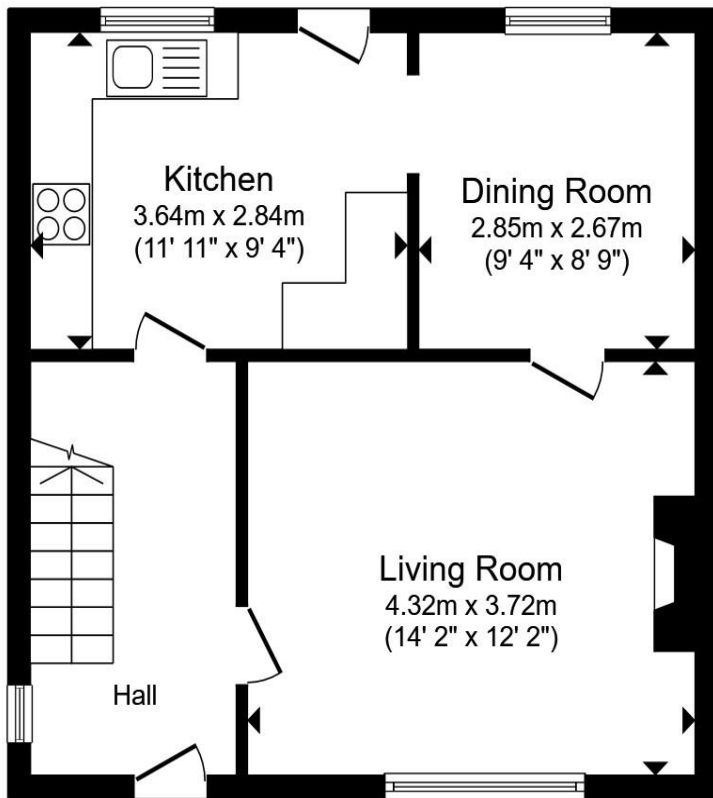 Kitchen
3.64m x 2.84m
(11' 11" x 9' 4")
Dining Room
2.85m x 2.67m
(9' 4" x 8' 9")
Living Room
4.32m x 3.72m
(14' 2" x 12' 2")
Hall